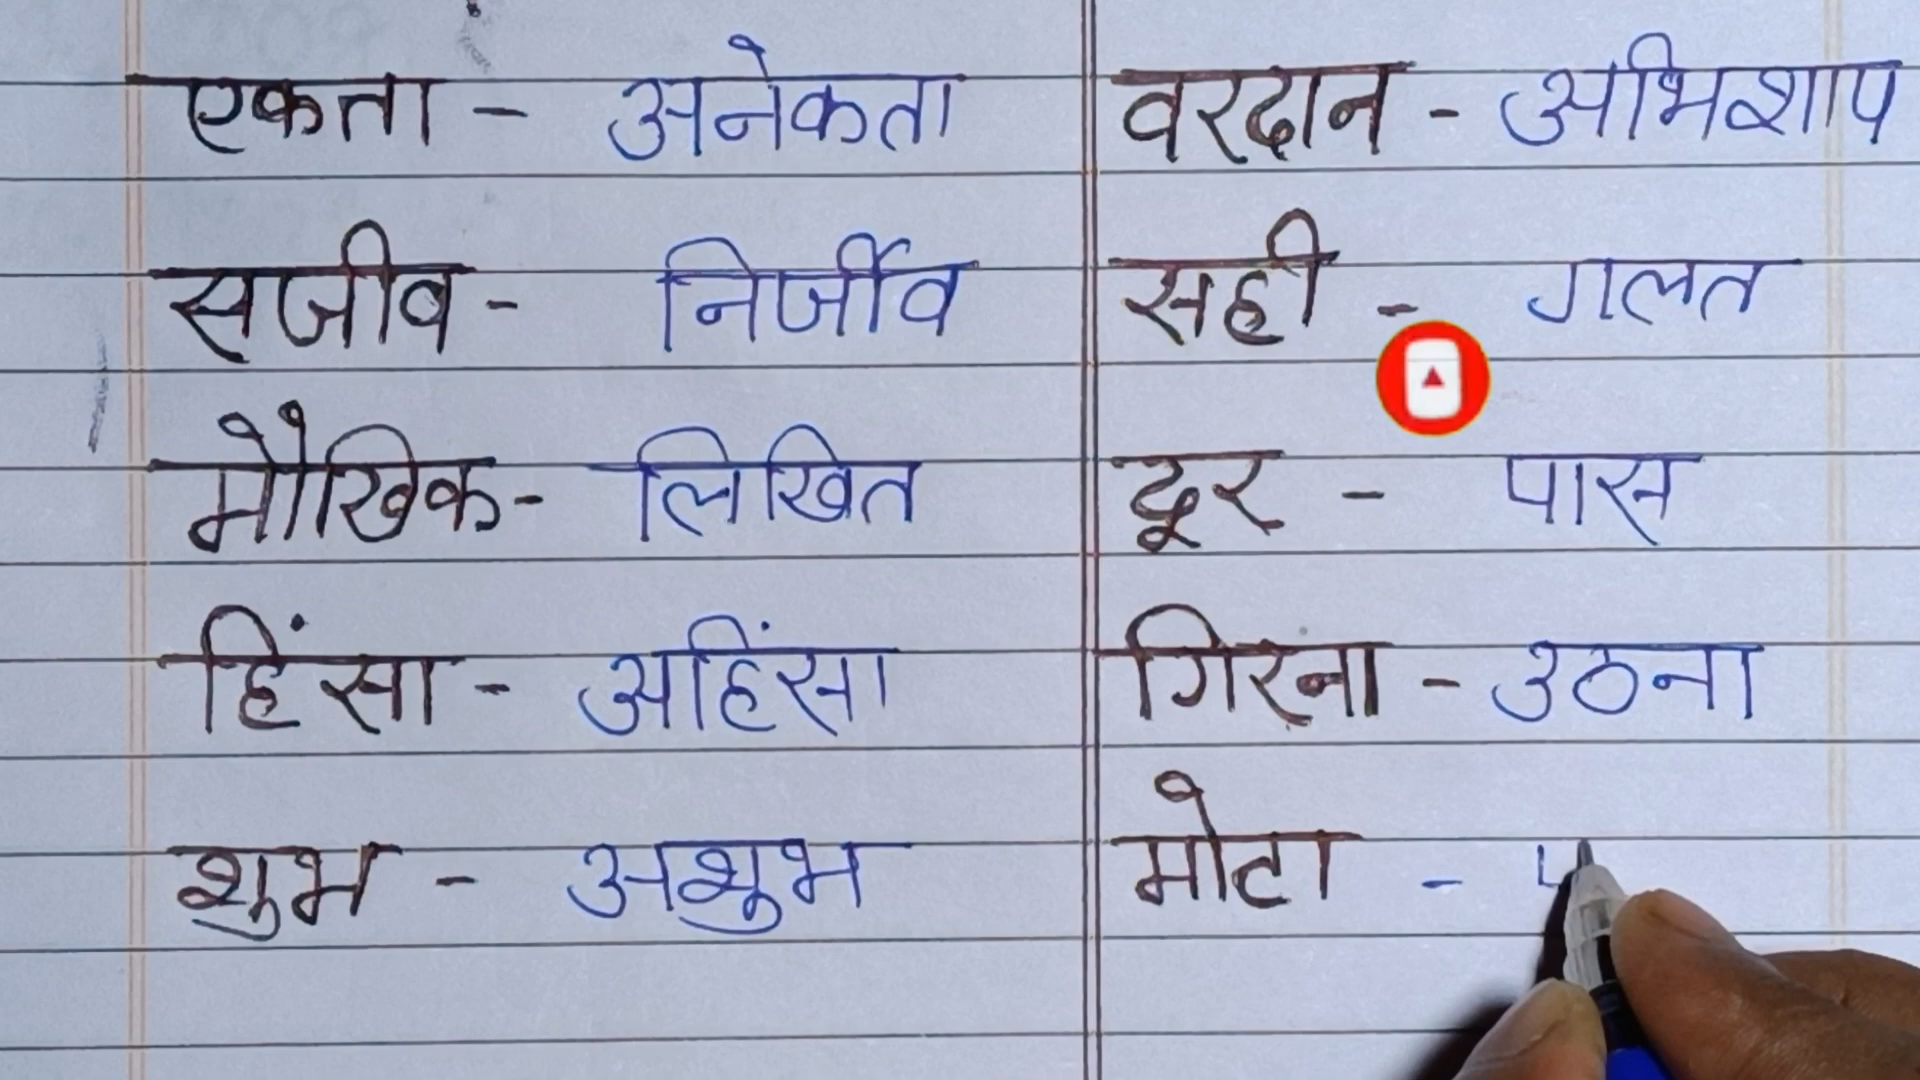 एकता - अनेकता
सजीव - निर्जीव
मौखिक - लिखित
हिंसा - अहिंसा
शुभ - अशुभ
वरदान - अभिशाप
सही - गलत
दूर - पास
गिरना - उठना
मोटा -